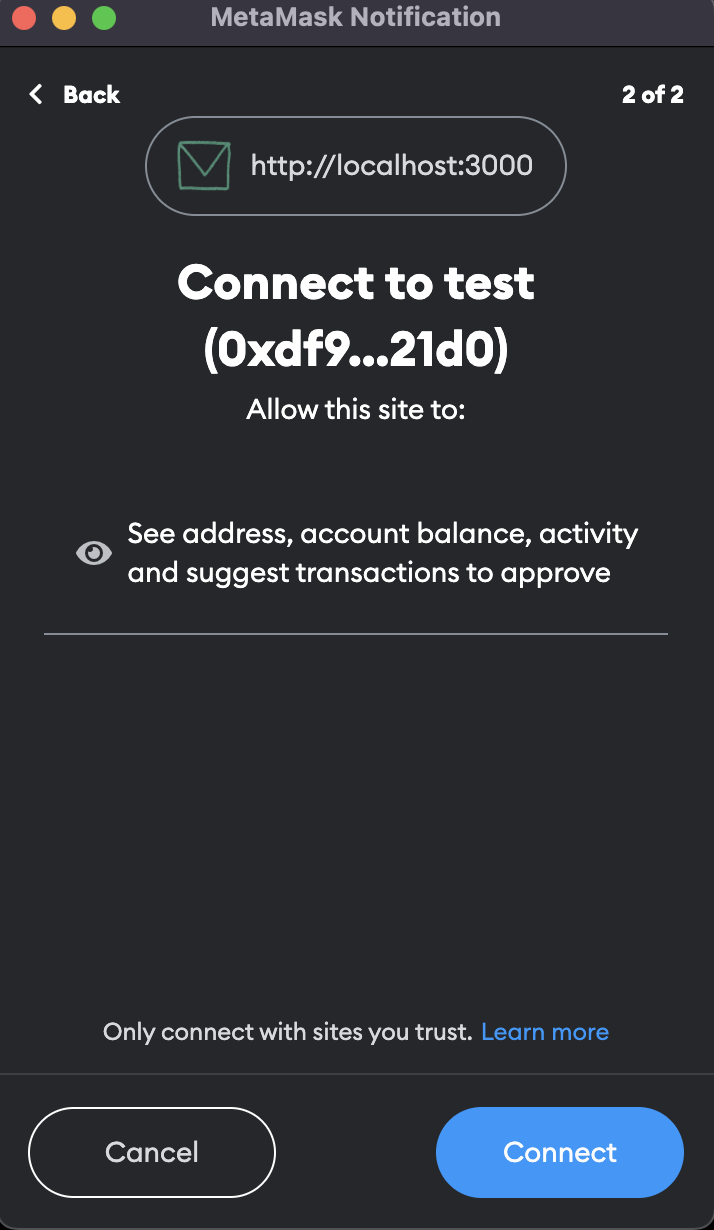 MetaMask Notification
Back
2 of 2
http://localhost:3000
Connect to test
(0xdf9...21d0)
Allow this site to:
See address, account balance, activity
and suggest transactions to approve
Only connect with sites you trust. Learn more
Cancel
Connect